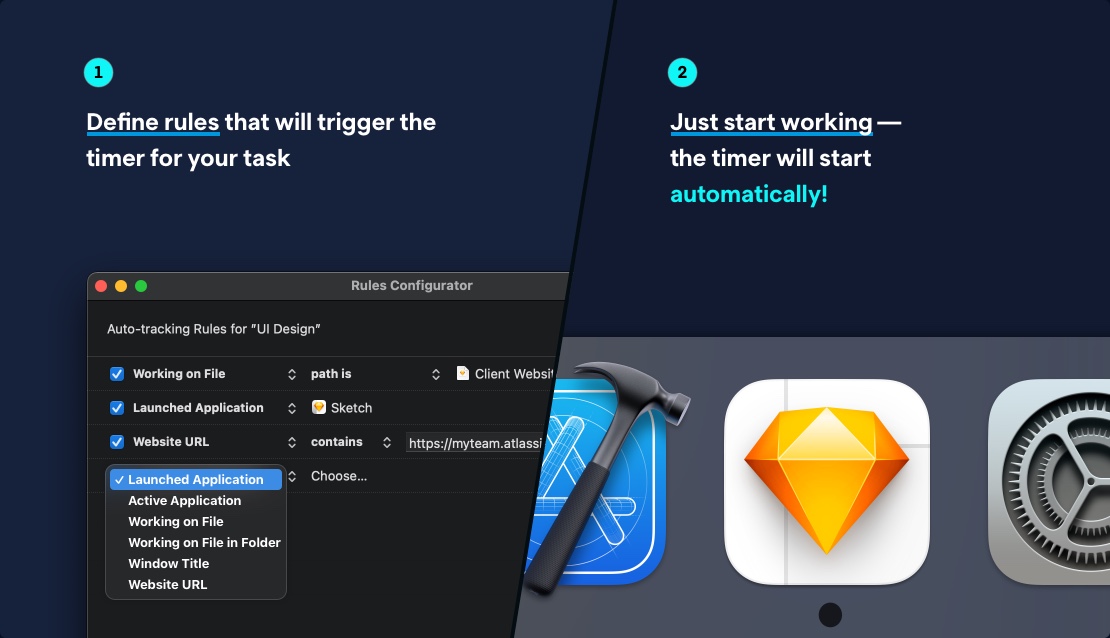 1
Define rules that will trigger the
timer for your task
2
Just start working —
the timer will start
automatically!
Rules Configurator
Auto-tracking Rules for "UI Design"
Working on File path is Client Websit
Launched Application Sketch
Website URL contains https://myteam.atlassi
Choose...
✓ Launched Application
Active Application
Working on File
Working on File in Folder
Window Title
Website URL